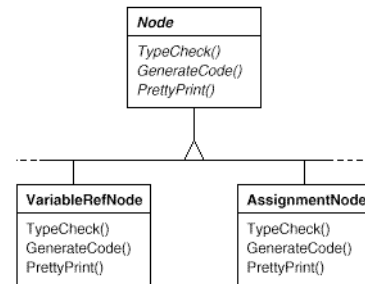 Node
TypeCheck()
GenerateCode()
PrettyPrint()
VariableRefNode
TypeCheck()
GenerateCode()
PrettyPrint()
AssignmentNode
TypeCheck()
GenerateCode()
PrettyPrint()